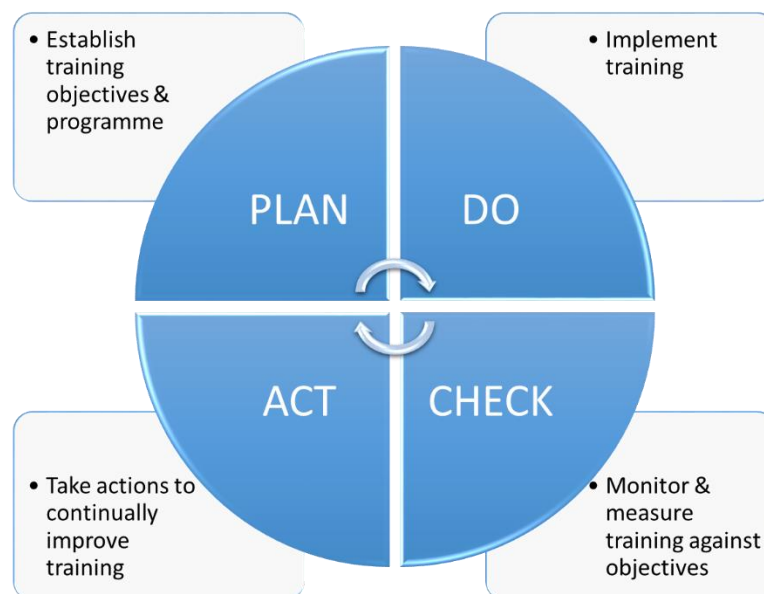 • Establish
training
objectives &
programme
• Implement
training
PLAN
DO
ACT
CHECK
• Take actions to
continually
improve
training
• Monitor &
measure
training against
objectives